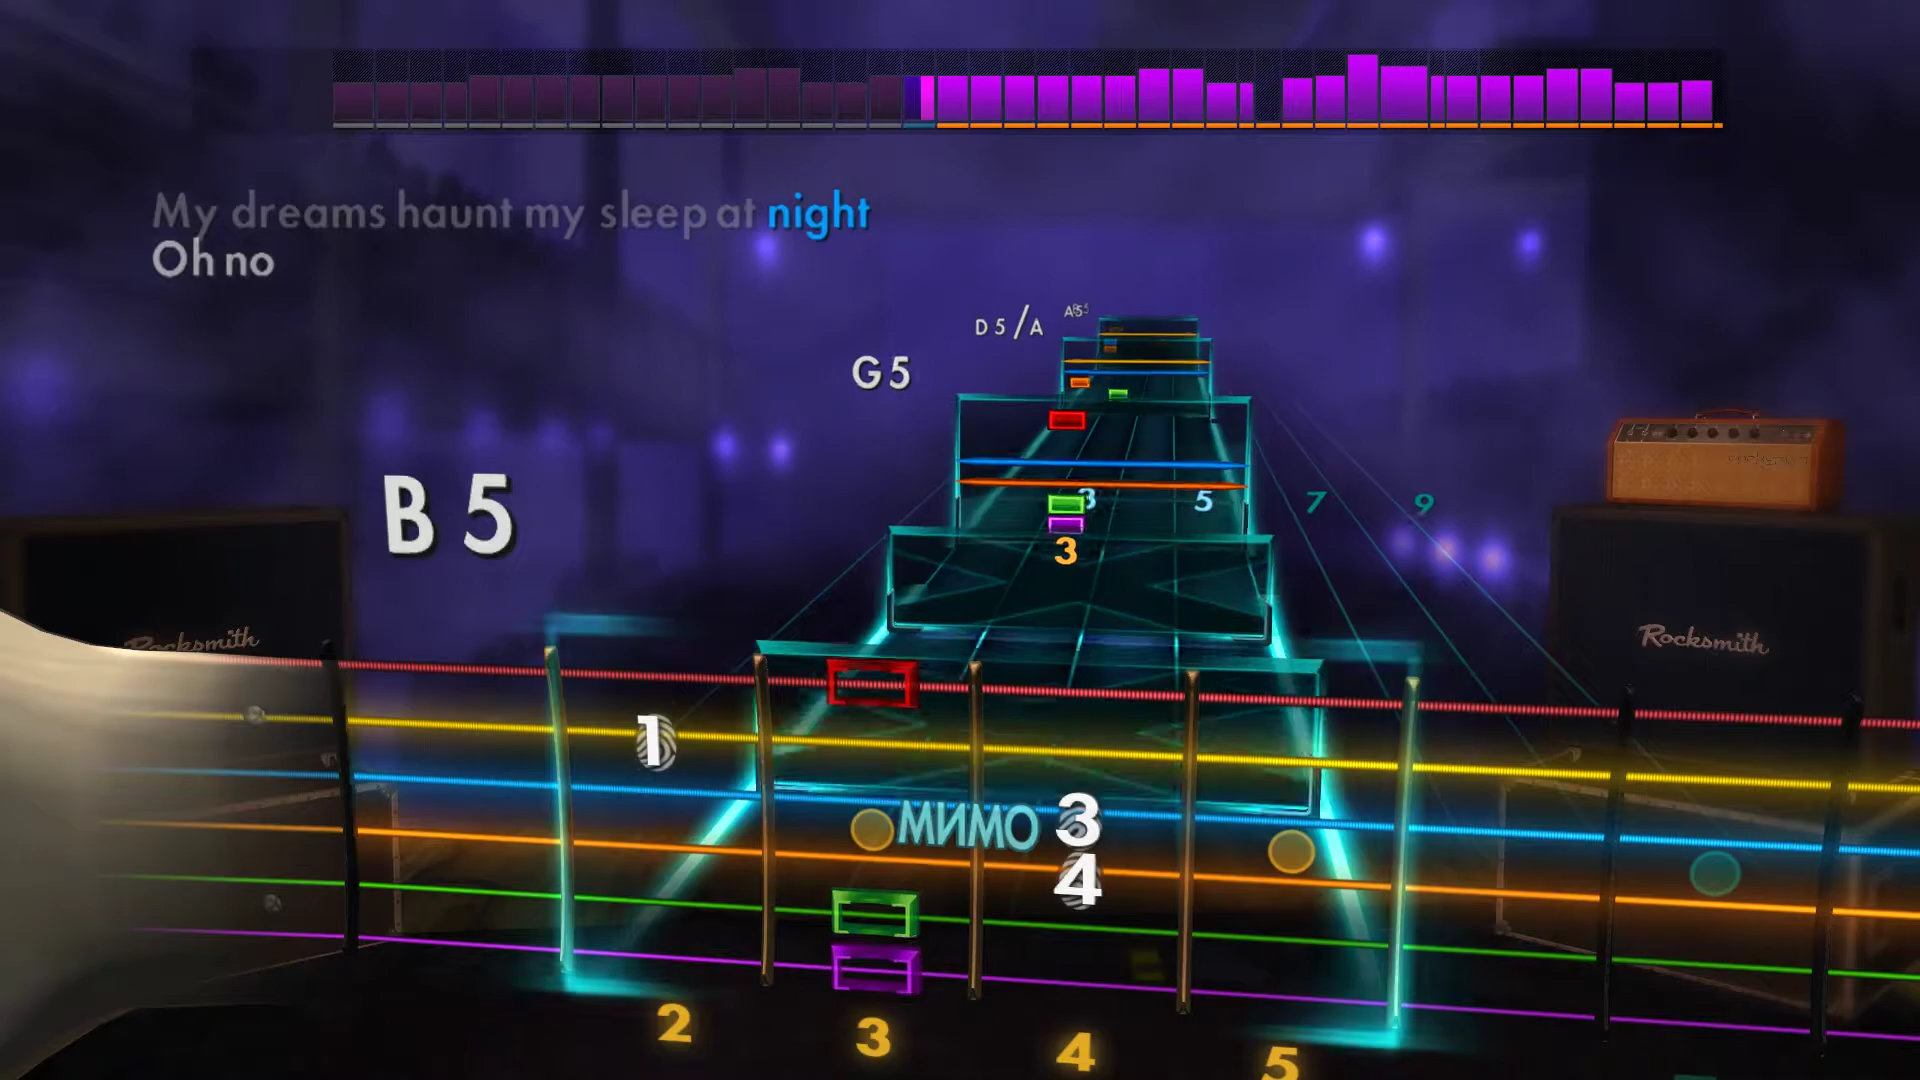 My dreams haunt my sleep at night
Oh no
D5/A
G5
B 5
3 5 7 9
3
Rocksmith
Rocksmith
1
МИМО 3
4
2 3 4 5